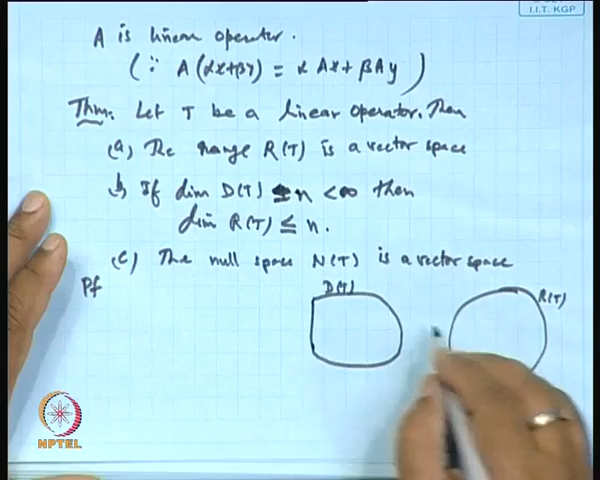 I.I.T. KGP
A is linear operator.
(∵ A(αx+βy) = α Ax + β Ay)
Thm. Let T be a linear operator. Then
(a) The range R(T) is a vector space
b) If dim D(T) = n < ∞ then
dim R(T) ≤ n.
(c) The null space N(T) is a vector space
Pf
D(T)
R(T)
NPTEL